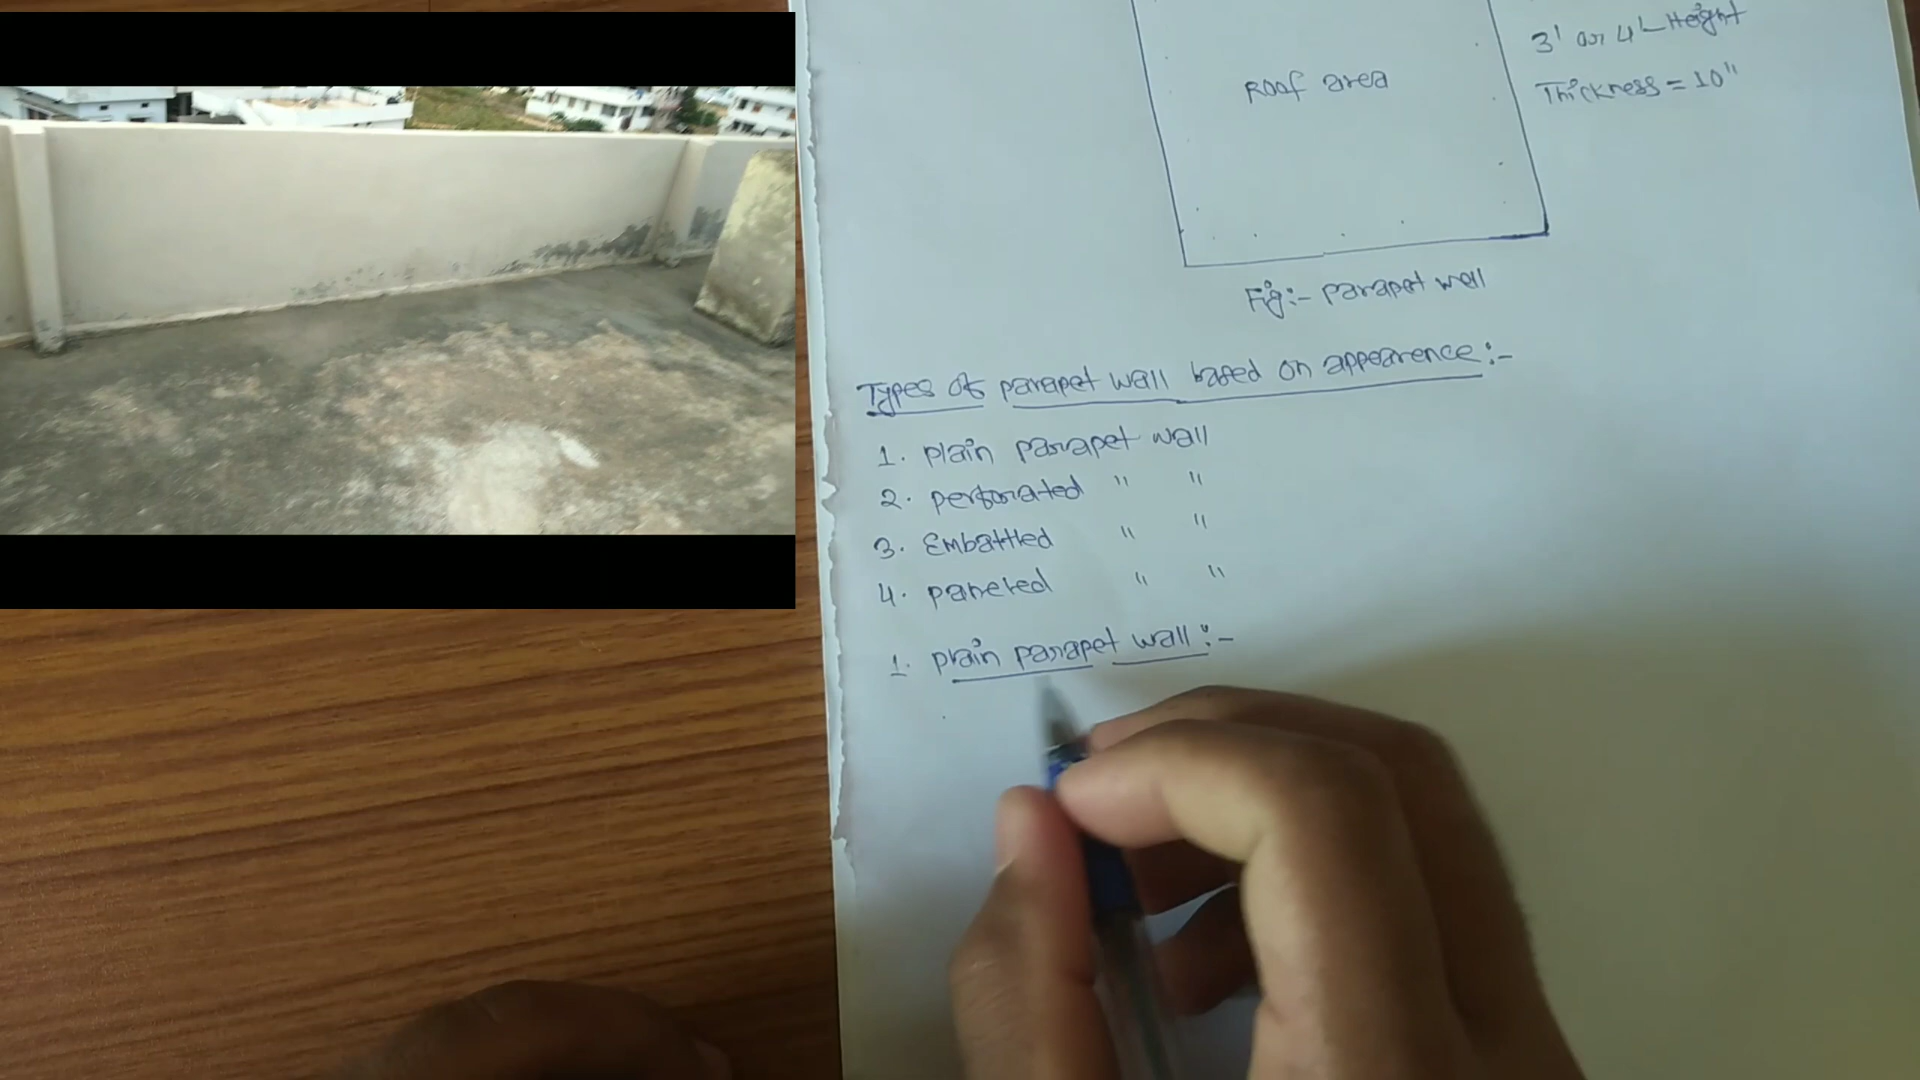 3' or 4' Height
Thickness = 10"
Roof area
Fig:- parapet wall
Types of parapet wall based on appearence:-
1. plain parapet wall
2. perforated " "
3. Embattled " "
4. paneled " "
1. plain parapet wall:-